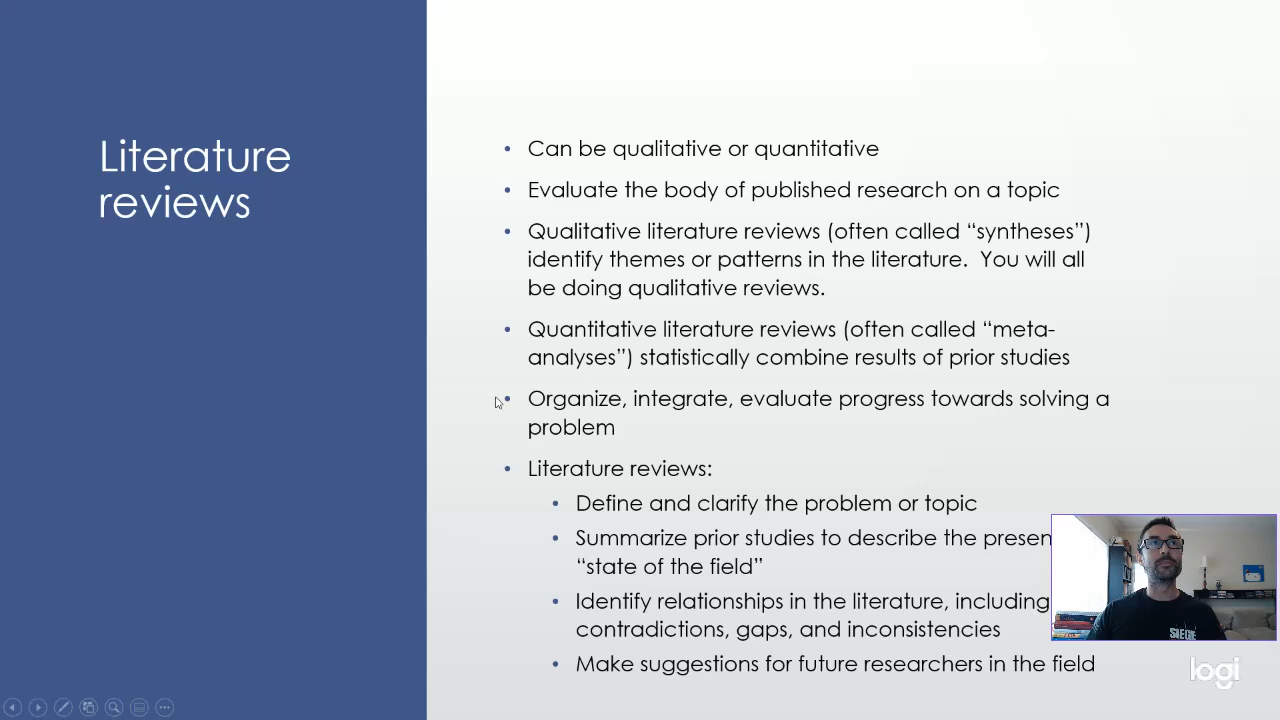 Literature
reviews
• Can be qualitative or quantitative
• Evaluate the body of published research on a topic
• Qualitative literature reviews (often called “syntheses”)
identify themes or patterns in the literature.  You will all
be doing qualitative reviews.
• Quantitative literature reviews (often called “meta-
analyses”) statistically combine results of prior studies
• Organize, integrate, evaluate progress towards solving a
problem
• Literature reviews:
• Define and clarify the problem or topic
• Summarize prior studies to describe the presen
“state of the field”
• Identify relationships in the literature, including
contradictions, gaps, and inconsistencies
• Make suggestions for future researchers in the field
logi